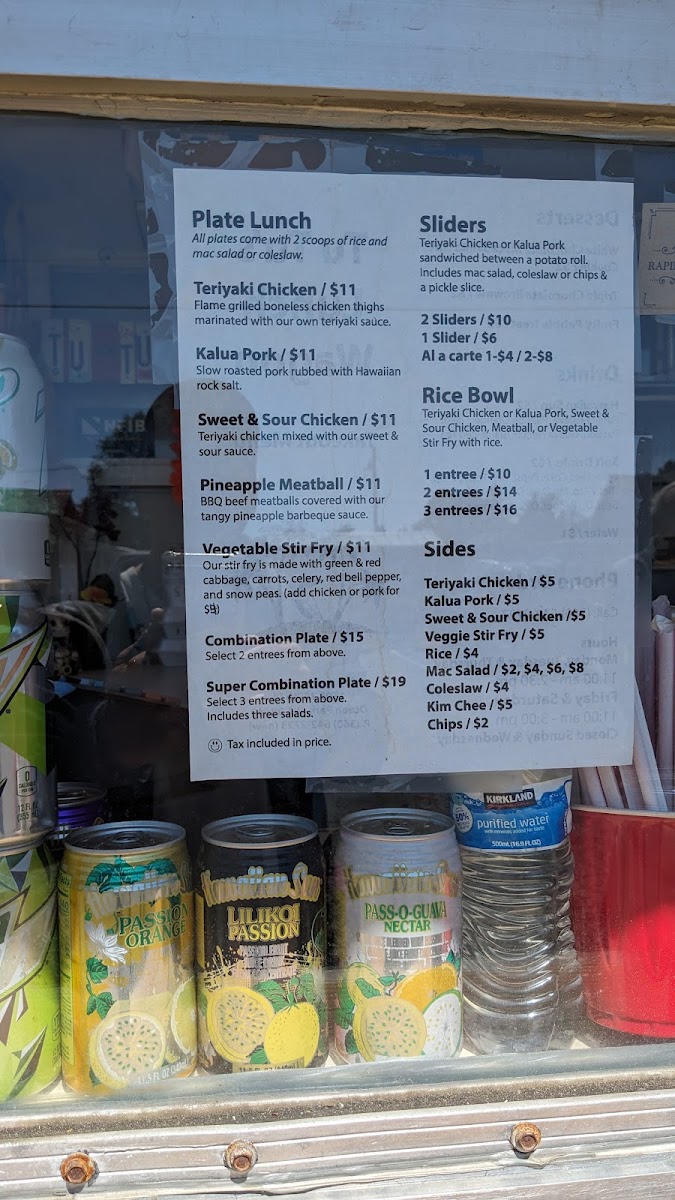 Plate Lunch
All plates come with 2 scoops of rice and
mac salad or coleslaw.
Teriyaki Chicken / $11
Flame grilled boneless chicken thighs
marinated with our own teriyaki sauce.
Kalua Pork / $11
Slow roasted pork rubbed with Hawaiian
rock salt.
Sweet & Sour Chicken / $11
Teriyaki chicken mixed with our sweet &
sour sauce.
Pineapple Meatball / $11
BBQ beef meatballs covered with our
tangy pineapple barbeque sauce.
Vegetable Stir Fry / $11
Our stir fry is made with green & red
cabbage, carrots, celery, red bell pepper,
and snow peas. (add chicken or pork for
Combination Plate / $15
Select 2 entrees from above.
Super Combination Plate / $19
Select 3 entrees from above.
Includes three salads.
Tax included in price.
Sliders
Teriyaki Chicken or Kalua Pork
sandwiched between a potato roll.
Includes mac salad, coleslaw or chips &
a pickle slice.
2 Sliders / $10
1 Slider / $6
Al a carte 1-$4 / 2-$8
Rice Bowl
Teriyaki Chicken or Kalua Pork, Sweet &
Sour Chicken, Meatball, or Vegetable
Stir Fry with rice.
1 entree / $10
2 entrees / $14
3 entrees / $16
Sides
Teriyaki Chicken / $5
Kalua Pork / $5
Sweet & Sour Chicken /$5
Veggie Stir Fry / $5
Rice / $4
Mac Salad / $2, $4, $6, $8
Coleslaw / $4
Kim Chee / $5
Chips / $2
Hawaiian Sun
PASSION
ORANGE
Hawaiian Sun
LILIKOI
PASSION
Hawaiian Sun
PASS-O-GUAVA
NECTAR
KIRKLAND
purified water
500mL (16.9 FL OZ)